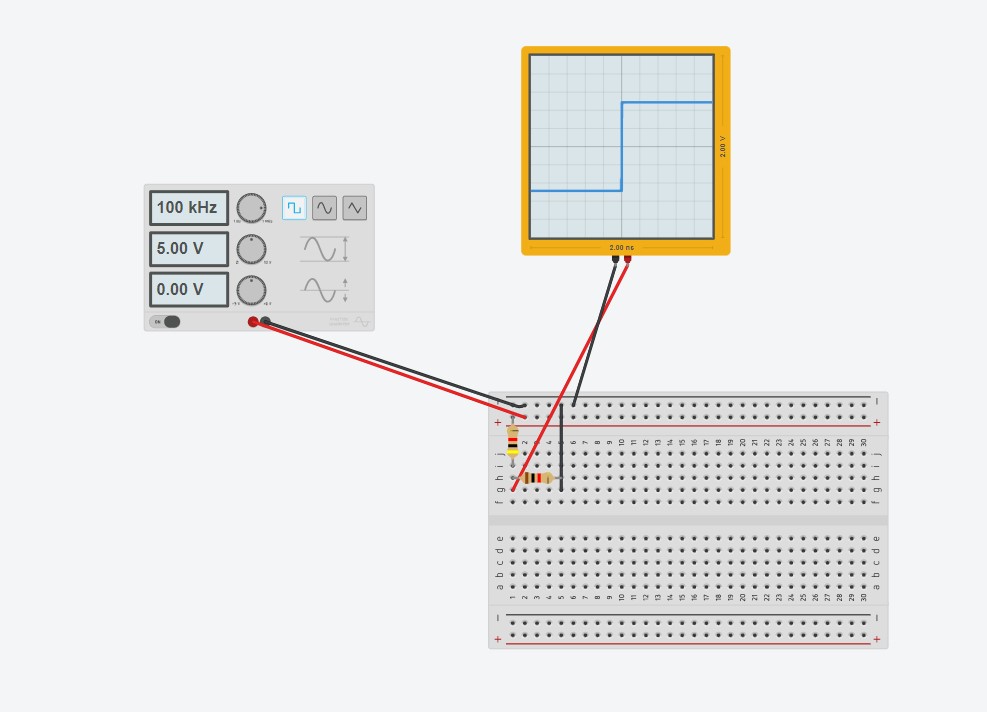 100 kHz
5.00 V
0.00 V
2.00 V
2.00 ns
− −
+ +
2 3 4 5 6 7 8 9 10 11 12 13 14 15 16 17 18 19 20 21 22 23 24 25 26 27 28 29 30
j j
i i
h h
g g
f f
e e
d d
c c
b b
a a
1 2 3 4 5 6 7 8 9 10 11 12 13 14 15 16 17 18 19 20 21 22 23 24 25 26 27 28 29 30
− −
+ +